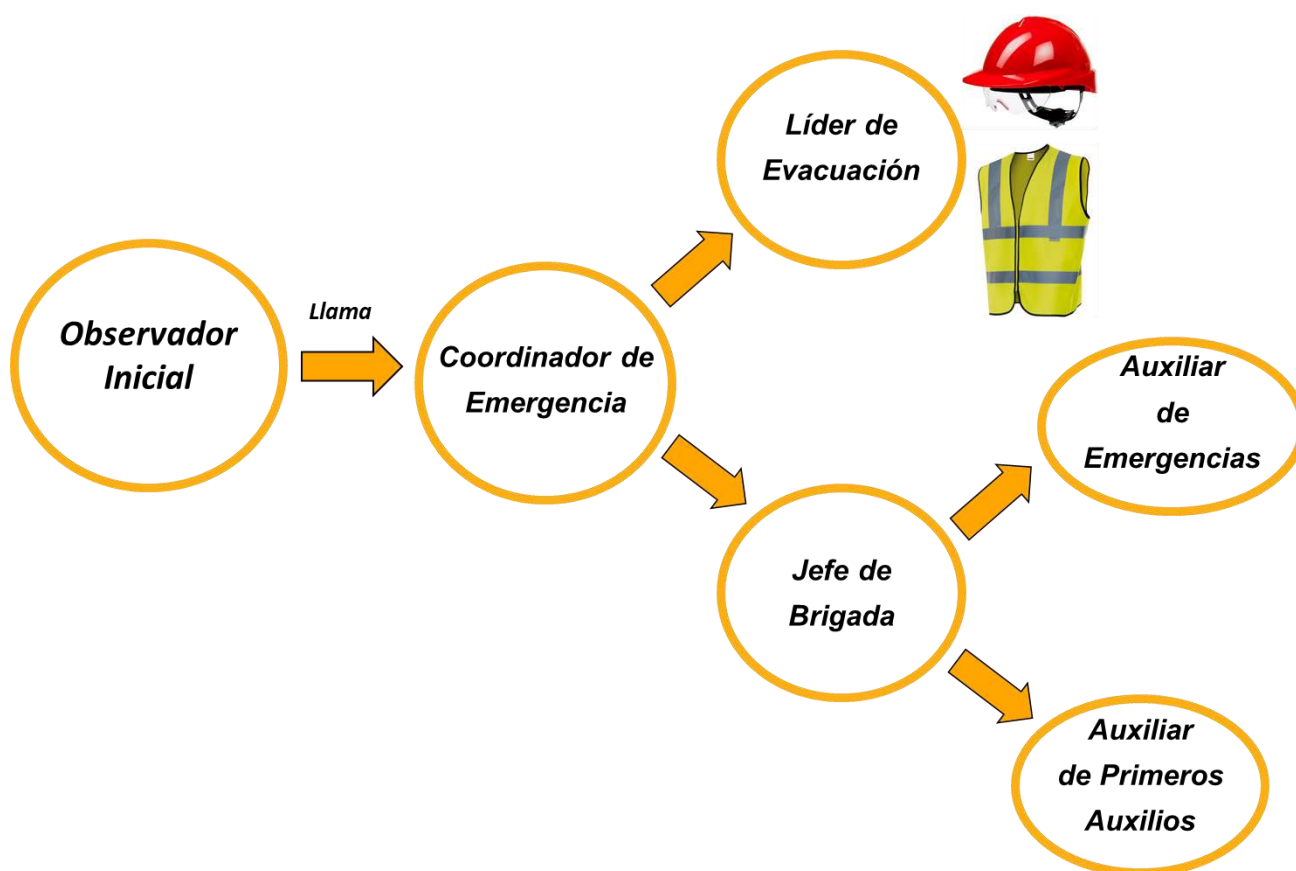 Líder de
Evacuación
Observador
Inicial
Llama
Coordinador de
Emergencia
Auxiliar
de
Emergencias
Jefe de
Brigada
Auxiliar
de Primeros
Auxilios